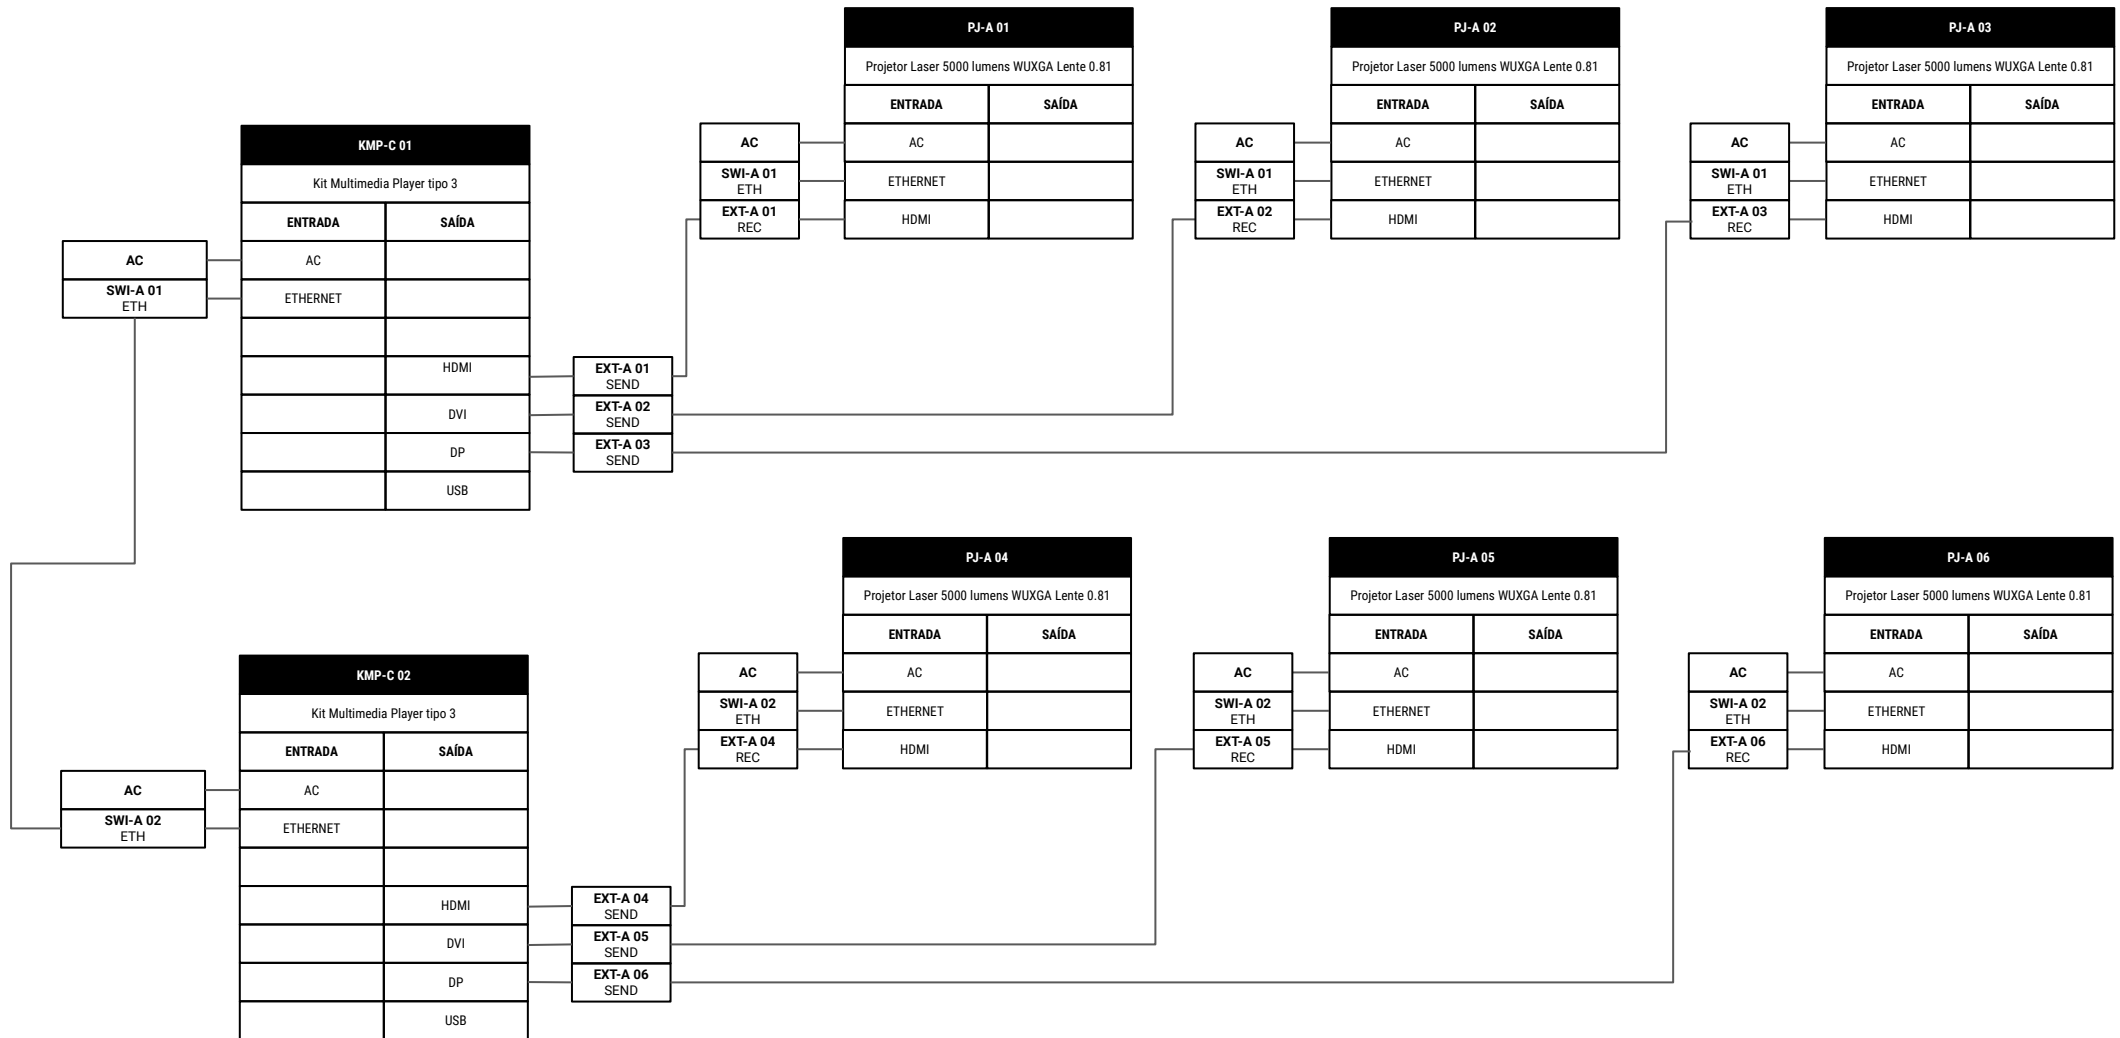 PJ-A 01
Projetor Laser 5000 lumens WUXGA Lente 0.81
ENTRADA SAÍDA
AC AC
SWI-A 01
ETH
ETHERNET
EXT-A 01
REC
HDMI
PJ-A 02
Projetor Laser 5000 lumens WUXGA Lente 0.81
ENTRADA SAÍDA
AC AC
SWI-A 01
ETH
ETHERNET
EXT-A 02
REC
HDMI
PJ-A 03
Projetor Laser 5000 lumens WUXGA Lente 0.81
ENTRADA SAÍDA
AC AC
SWI-A 01
ETH
ETHERNET
EXT-A 03
REC
HDMI
KMP-C 01
Kit Multimedia Player tipo 3
ENTRADA SAÍDA
AC AC
SWI-A 01
ETH
ETHERNET
HDMI
EXT-A 01
SEND
DVI
EXT-A 02
SEND
DP
EXT-A 03
SEND
USB
PJ-A 04
Projetor Laser 5000 lumens WUXGA Lente 0.81
ENTRADA SAÍDA
AC AC
SWI-A 02
ETH
ETHERNET
EXT-A 04
REC
HDMI
PJ-A 05
Projetor Laser 5000 lumens WUXGA Lente 0.81
ENTRADA SAÍDA
AC AC
SWI-A 02
ETH
ETHERNET
EXT-A 05
REC
HDMI
PJ-A 06
Projetor Laser 5000 lumens WUXGA Lente 0.81
ENTRADA SAÍDA
AC AC
SWI-A 02
ETH
ETHERNET
EXT-A 06
REC
HDMI
KMP-C 02
Kit Multimedia Player tipo 3
ENTRADA SAÍDA
AC AC
SWI-A 02
ETH
ETHERNET
HDMI
EXT-A 04
SEND
DVI
EXT-A 05
SEND
DP
EXT-A 06
SEND
USB